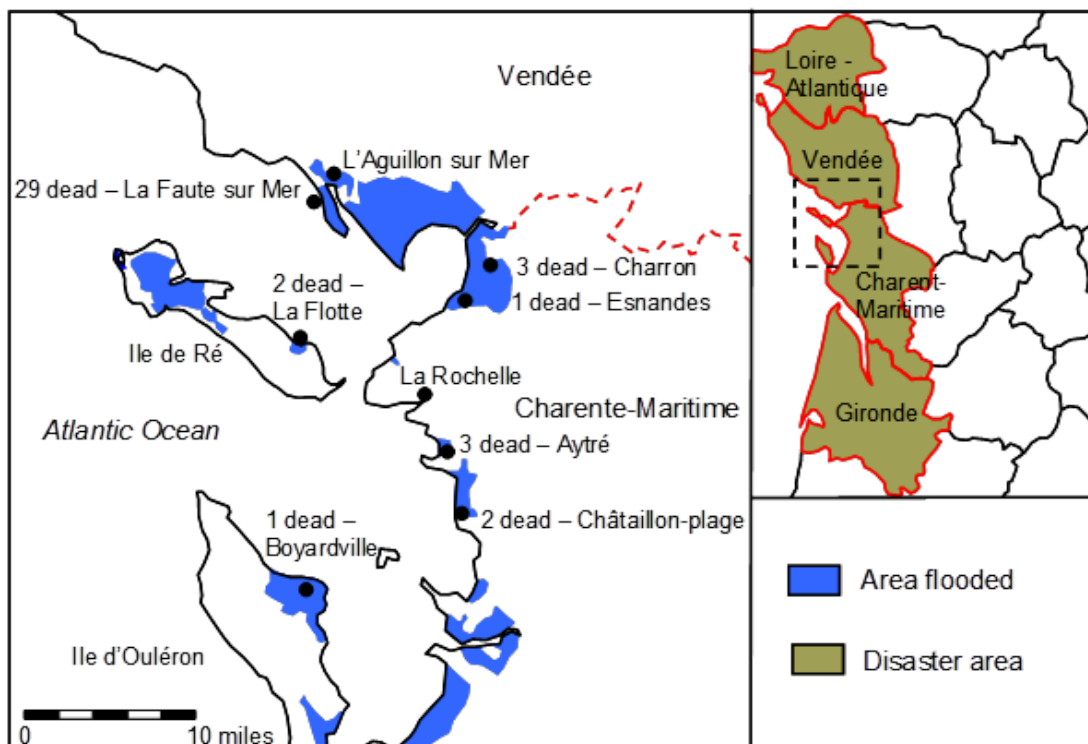 Vendée
L'Aguillon sur Mer
29 dead – La Faute sur Mer
3 dead – Charron
2 dead –
La Flotte
1 dead – Esnandes
Ile de Ré
La Rochelle
Charente-Maritime
Atlantic Ocean
3 dead – Aytré
2 dead – Châtaillon-plage
1 dead –
Boyardville
Ile d'Ouléron
0
10 miles
Loire -
Atlantique
Vendée
Charent-
Maritime
Gironde
Area flooded
Disaster area